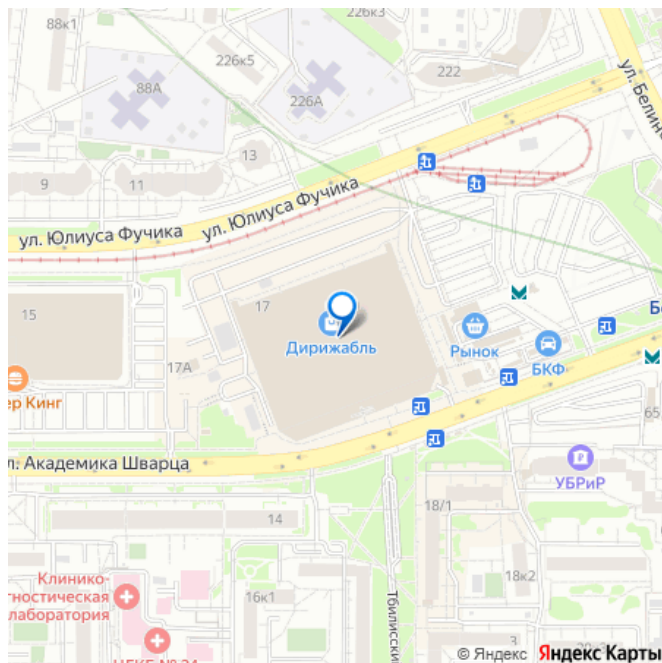 88к1
226к3
226к5
222
88А
226А
ул. Белинс
13
9
11
ул. Юлиуса Фучика
ул. Юлиуса Фучика
17
15
Дирижабль
Рынок
БКФ
17А
ер Кинг
65
л. Академика Шварца
УБРиР
18/1
14
Клинико-
гностическая
лаборатория
16к1
18к2
Тбилисски
3
© Яндекс
Яндекс Карты